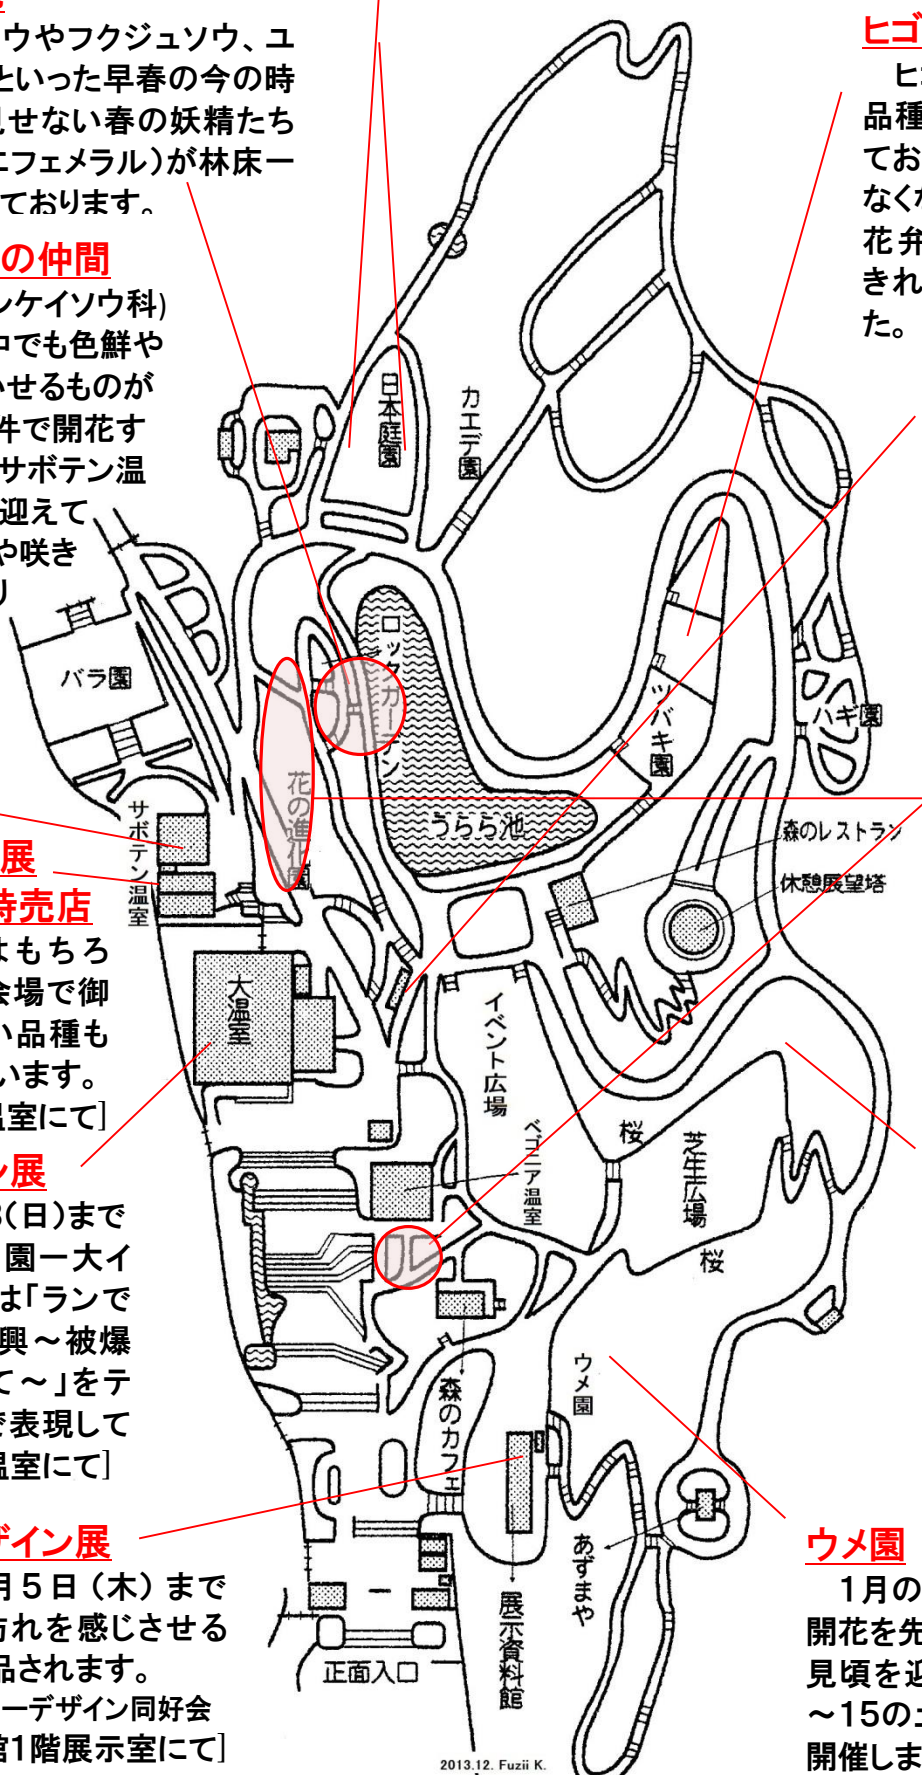 ウやフクジュソウ、ユ
といった早春の今の時
見せない春の妖精たち
エフェメラル）が林床一
ております。
の仲間
ンケイソウ科)
中でも色鮮や
いせるものが
件で開花す
サボテン温
迎えて
や咲き
り
展
時売店
はもちろ
会場で御
い品種も
います。
温室にて]
ン展
(日)まで
園一大イ
は「ランで
興～被爆
て～」をテ
で表現して
温室にて]
ザイン展
月５日（木）まで
訪れを感じさせる
品されます。
ーデザイン同好会
館1階展示室にて]
ヒゴ
ヒゴ
品種
てお
なくな
花弁
きれ
た。
ウメ園
1月の
開花を先
見頃を迎
～15の土
開催しま
日本庭園
カエデ園
ロックガーデン
バラ園
ツバキ園
ハギ園
花の進化園
うらら池
サボテン温室
森のレストラン
休憩展望塔
大温室
イベント広場
ベゴニア温室
桜
芝生広場
桜
ウメ園
森のカフェ
あずまや
展示資料館
正面入口
2013.12. Fuzii K.